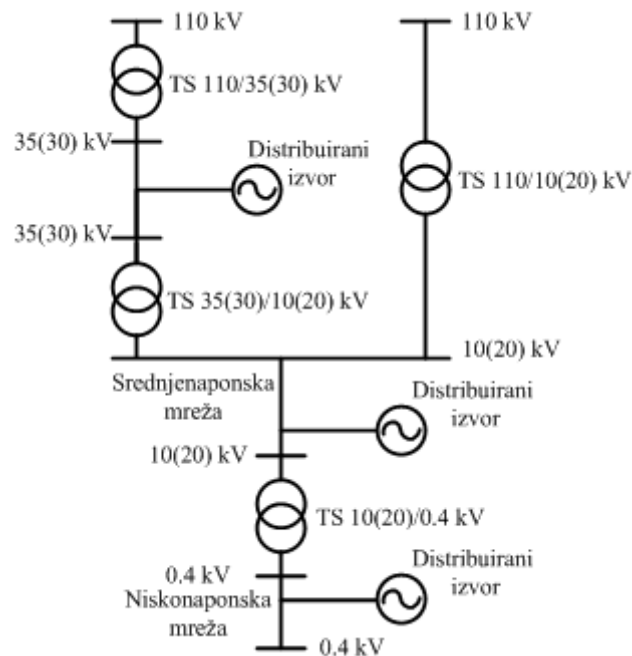 110 kV
110 kV
TS 110/35(30) kV
35(30) kV
Distribuirani
izvor
TS 110/10(20) kV
35(30) kV
TS 35(30)/10(20) kV
10(20) kV
Srednjenaponska
mreža
Distribuirani
izvor
10(20) kV
TS 10(20)/0.4 kV
Distribuirani
izvor
0.4 kV
Niskonaponska
mreža
0.4 kV